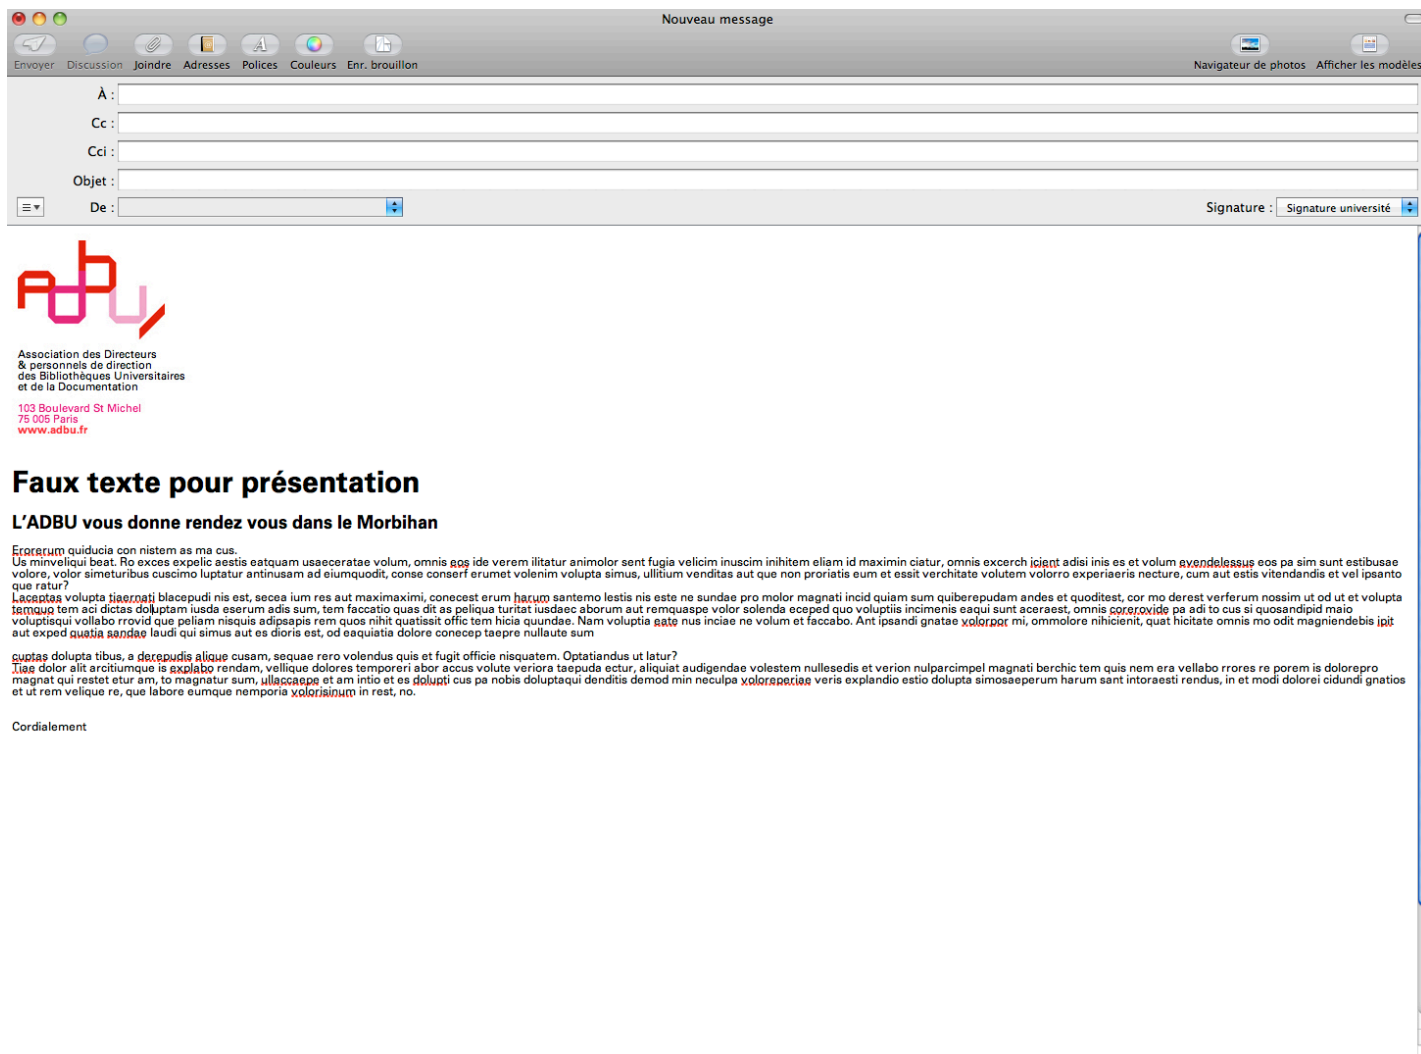 Nouveau message
Envoyer Discussion Joindre Adresses Polices Couleurs Enr. brouillon Navigateur de photos Afficher les modèles
À :
Cc :
Cci :
Objet :
De : Signature : Signature université
adbu,
Association des Directeurs
& personnels de direction
des Bibliothèques Universitaires
et de la Documentation
103 Boulevard St Michel
75 005 Paris
www.adbu.fr
Faux texte pour présentation
L'ADBU vous donne rendez vous dans le Morbihan
Erorerum quiducia con nistem as ma cus.
Us minveliqui beat. Ro exces expelic aestis eatquam usaeceratae volum, omnis eos ide verem ilitatur animolor sent fugia velicim inuscim inihitem eliam id maximin ciatur, omnis excerch icient adisi inis es et volum evendelessus eos pa sim sunt estibusae
volore, volor simeturibus cuscimo luptatur antinusam ad eiumquodit, conse conserf erumet volenim volupta simus, ullitium venditas aut que non proriatis eum et essit verchitate volutem volorro experiaeris necture, cum aut estis vitendandis et vel ipsanto
que ratur?
Laceptas volupta tiaernati blacepudi nis est, secea ium res aut maximaximi, conecest erum harum santemo lestis nis este ne sundae pro molor magnati incid quiam sum quiberepudam andes et quoditest, cor mo derest verferum nossim ut od ut et volupta
temquo tem aci dictas doluptam iusda eserum adis sum, tem faccatio quas dit as peliqua turitat iusdaec aborum aut remquaspe volor solenda eceped quo voluptiis incimenis eaqui sunt aceraest, omnis corerovide pa adi to cus si quosandipid maio
voluptisqui vollabo rrovid que peliam nisquis adipsapis rem quos nihit quatissit offic tem hicia quundae. Nam voluptia eate nus inciae ne volum et faccabo. Ant ipsandi gnatae volorpor mi, ommolore nihicienit, quat hicitate omnis mo odit magniendebis ipit
aut exped quatia sandae laudi qui simus aut es dioris est, od eaquiatia dolore conecep taepre nullaute sum
cuptas dolupta tibus, a derepudis alique cusam, sequae rero volendus quis et fugit officie nisquatem. Optatiandus ut latur?
Tiae dolor alit arcitiumque is explabo rendam, vellique dolores temporeri abor accus volute veriora taepuda ectur, aliquiat audigendae volestem nullesedis et verion nulparcimpel magnati berchic tem quis nem era vellabo rrores re porem is dolorepro
magnat qui restet etur am, to magnatur sum, ullaccaepe et am intio et es dolupti cus pa nobis doluptaqui denditis demod min neculpa voloreperiae veris explandio estio dolupta simosaeperum harum sant intoraesti rendus, in et modi dolorei cidundi gnatios
et ut rem velique re, que labore eumque nemporia volorisinum in rest, no.
Cordialement